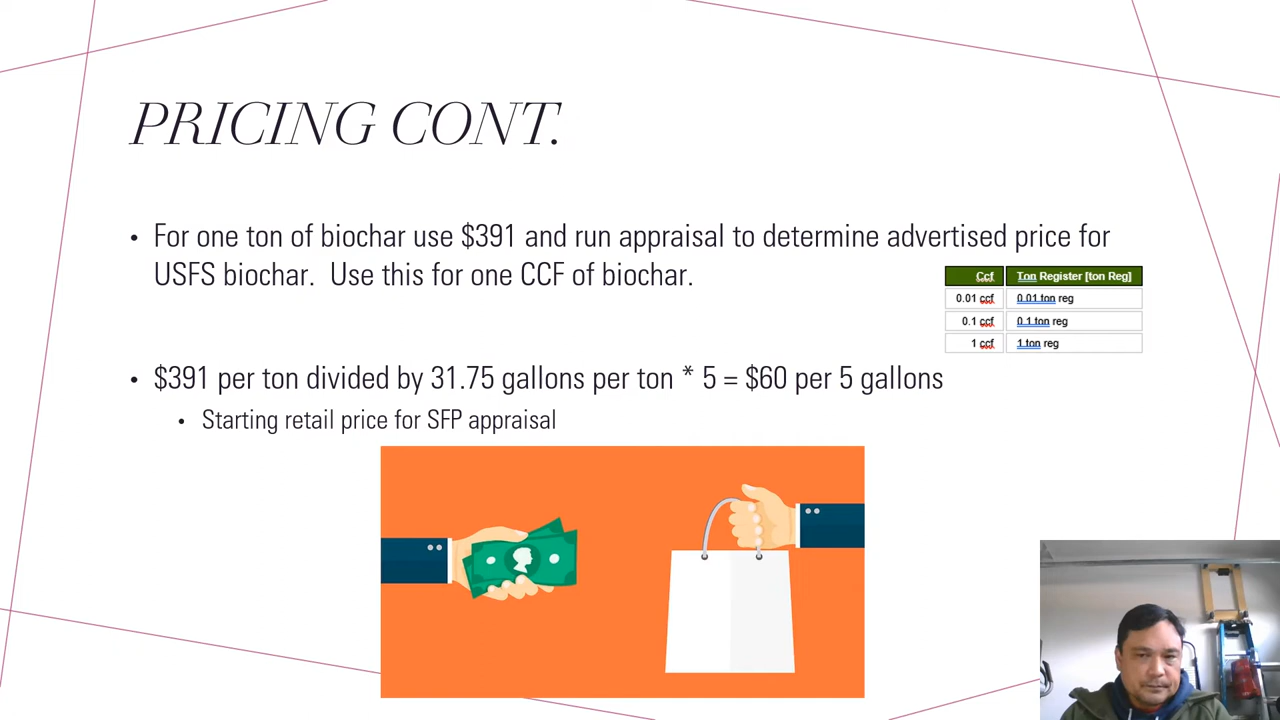 PRICING CONT.
• For one ton of biochar use $391 and run appraisal to determine advertised price for
USFS biochar. Use this for one CCF of biochar.
Ccf Ton Register [ton Reg]
0.01 ccf 0.01 ton reg
0.1 ccf 0.1 ton reg
1 ccf 1 ton reg
• $391 per ton divided by 31.75 gallons per ton * 5 = $60 per 5 gallons
• Starting retail price for SFP appraisal